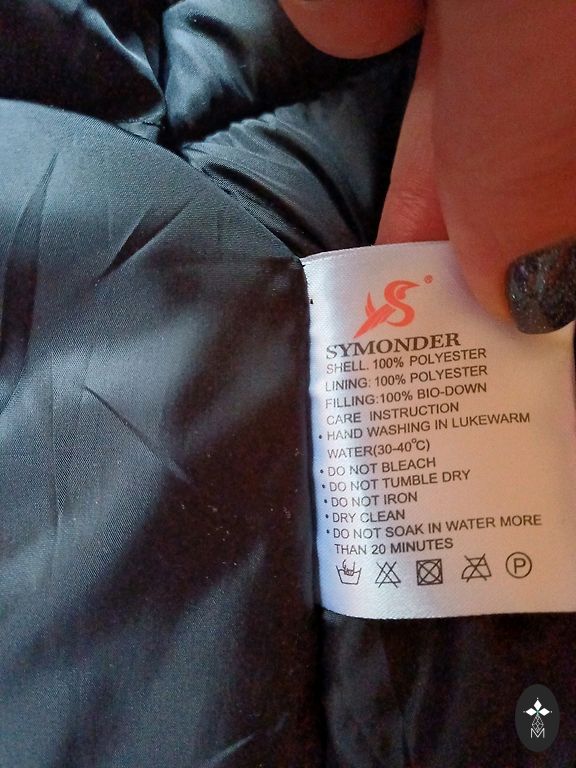 ®
SYMONDER
SHELL. 100% POLYESTER
LINING: 100% POLYESTER
FILLING:100% BIO-DOWN
CARE INSTRUCTION
• HAND WASHING IN LUKEWARM
WATER(30-40°C)
• DO NOT BLEACH
• DO NOT TUMBLE DRY
• DO NOT IRON
• DRY CLEAN
• DO NOT SOAK IN WATER MORE
THAN 20 MINUTES
P
M